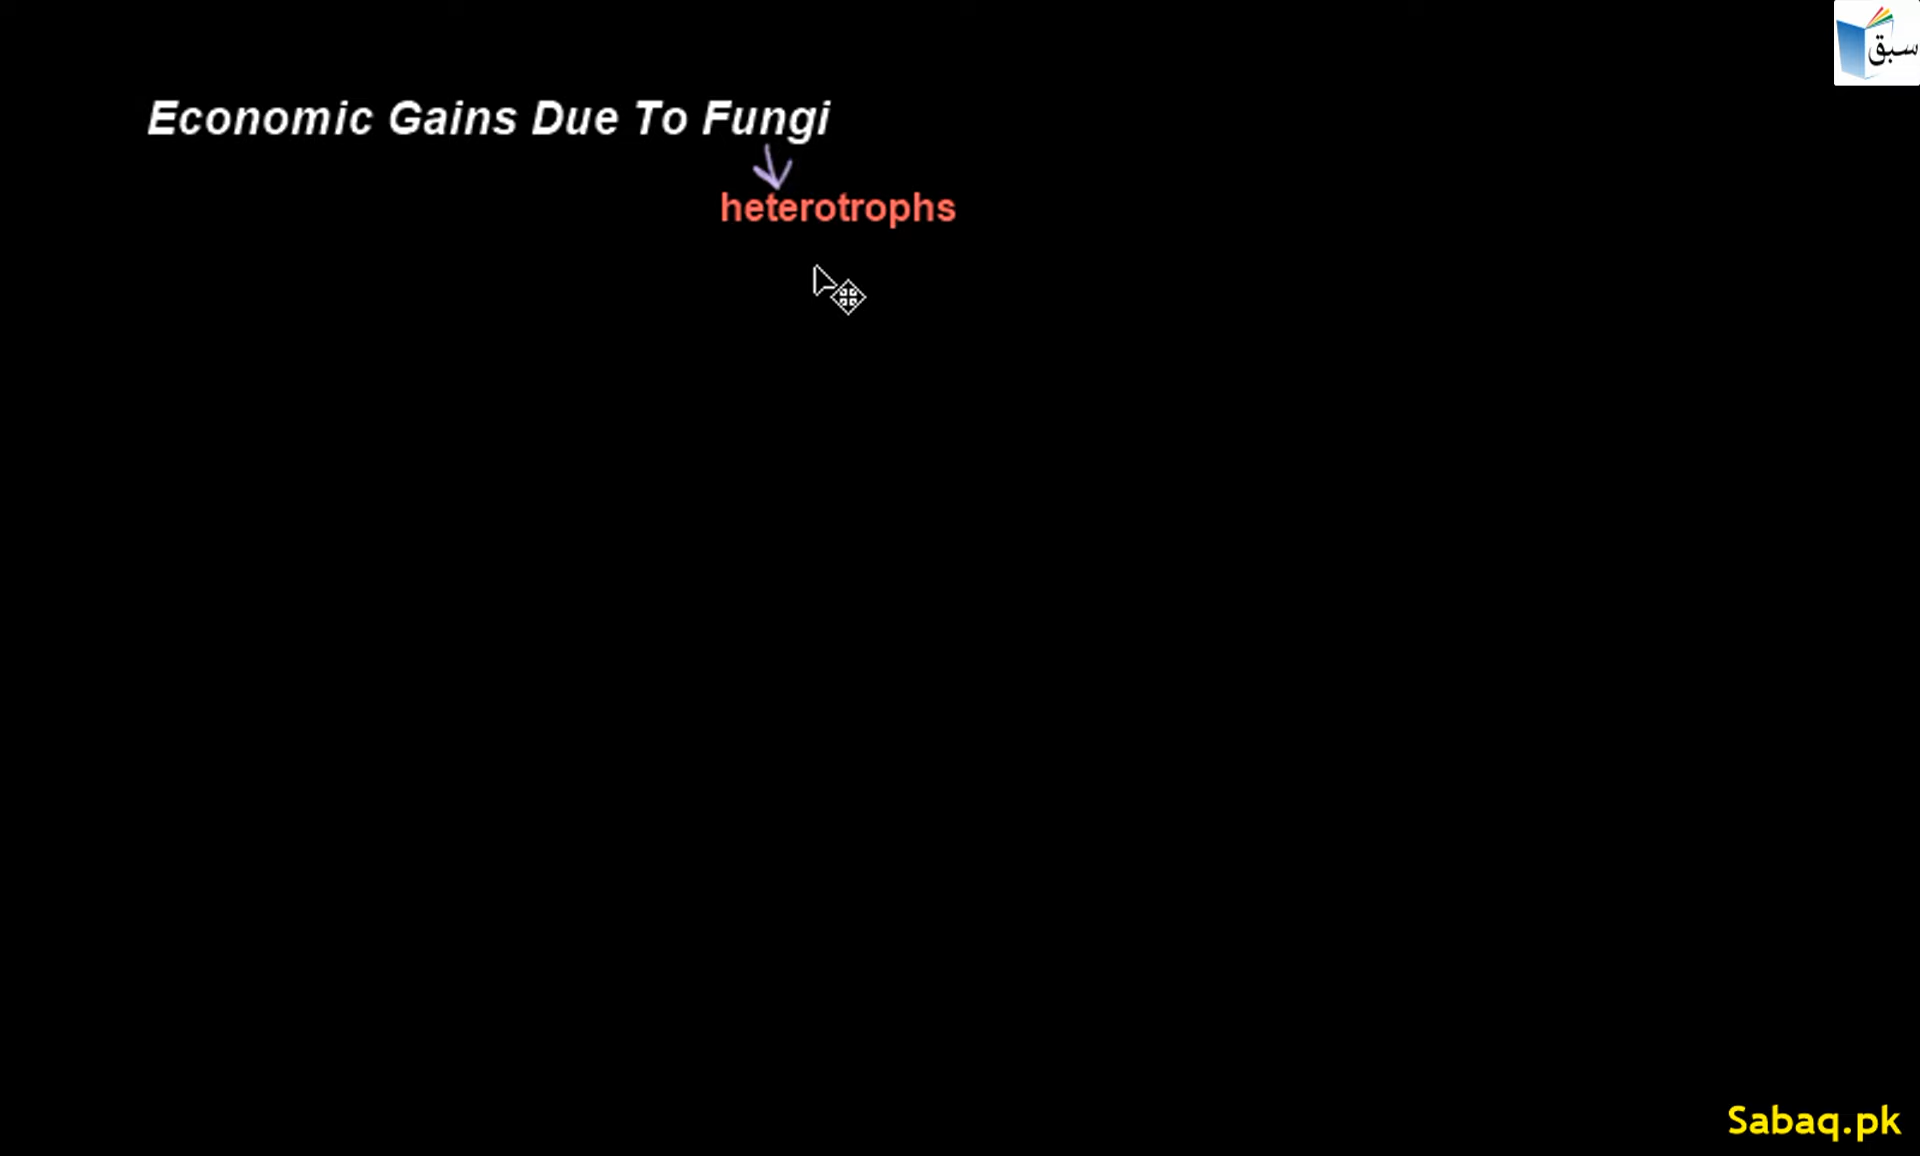 سبق
Economic Gains Due To Fungi
heterotrophs
Sabaq.pk